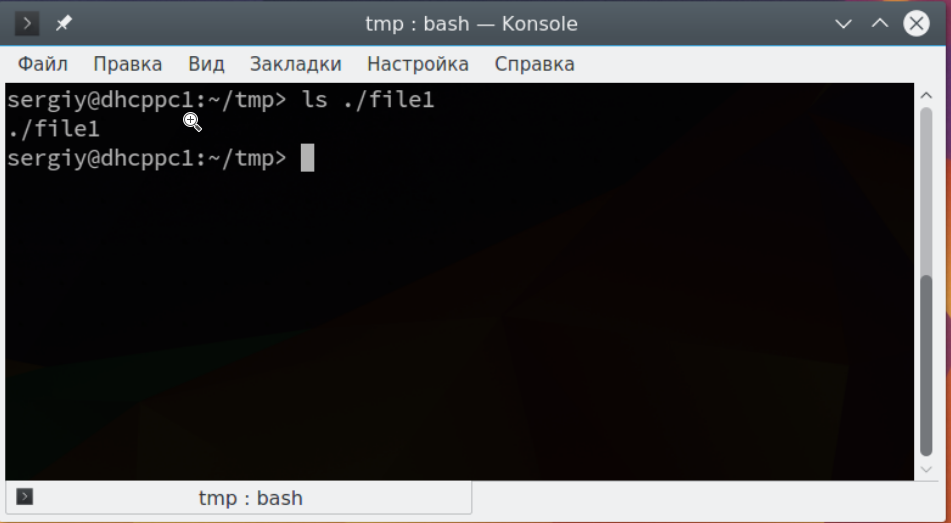 tmp : bash — Konsole
Файл Правка Вид Закладки Настройка Справка
sergiy@dhcppc1:~/tmp> ls ./file1
./file1
sergiy@dhcppc1:~/tmp>
tmp : bash